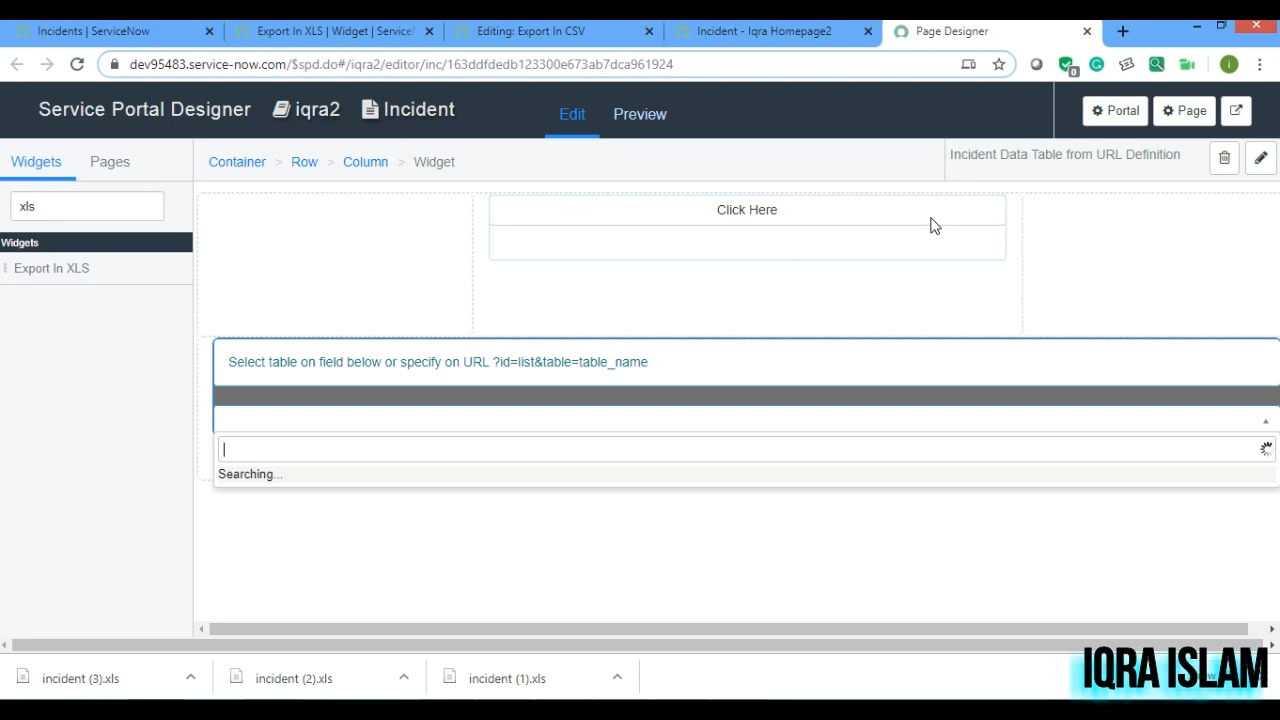 Incidents | ServiceNow
Export In XLS | Widget | Service
Editing: Export In CSV
Incident - Iqra Homepage2
Page Designer
dev95483.service-now.com/$spd.do#/iqra2/editor/inc/163ddfdedb123300e673ab7dca961924
0
i
Service Portal Designer
iqra2
Incident
Edit
Preview
Portal
Page
Widgets
Pages
Container > Row > Column > Widget
Incident Data Table from URL Definition
xls
Widgets
Export In XLS
Click Here
Select table on field below or specify on URL ?id=list&table=table_name
Searching...
incident (3).xls
incident (2).xls
incident (1).xls
IQRA ISLAM